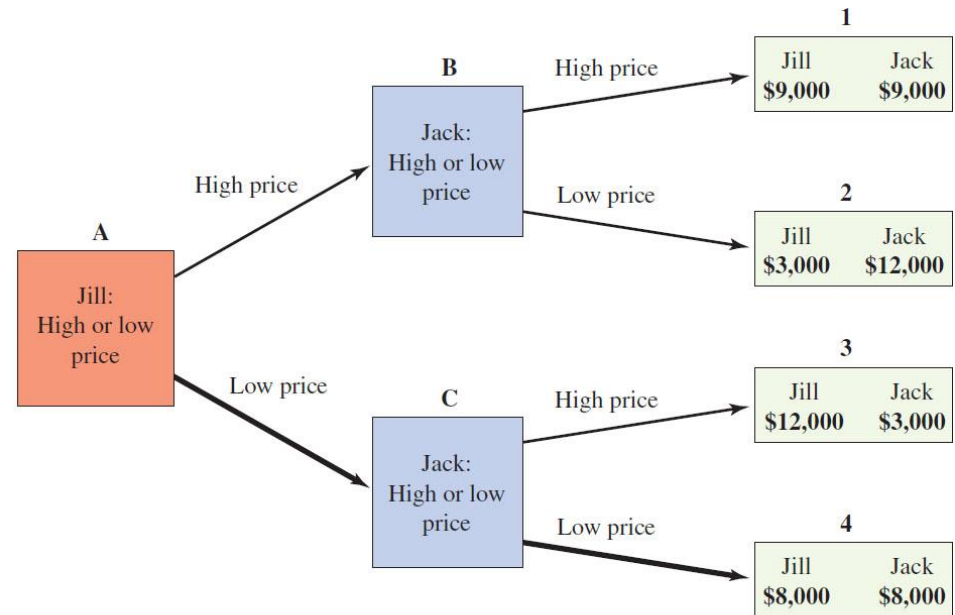 1
Jill Jack
$9,000 $9,000
B
High price
Jack:
High or low
price
High price
Low price
2
Jill Jack
$3,000 $12,000
A
Jill:
High or low
price
Low price
3
Jill Jack
$12,000 $3,000
C
High price
Jack:
High or low
price
Low price
4
Jill Jack
$8,000 $8,000